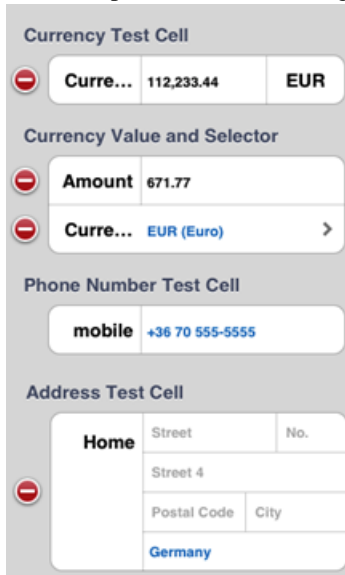 Currency Test Cell
Curre... 112,233.44 EUR
Currency Value and Selector
Amount 671.77
Curre... EUR (Euro)
Phone Number Test Cell
mobile +36 70 555-5555
Address Test Cell
Home Street No.
Street 4
Postal Code City
Germany